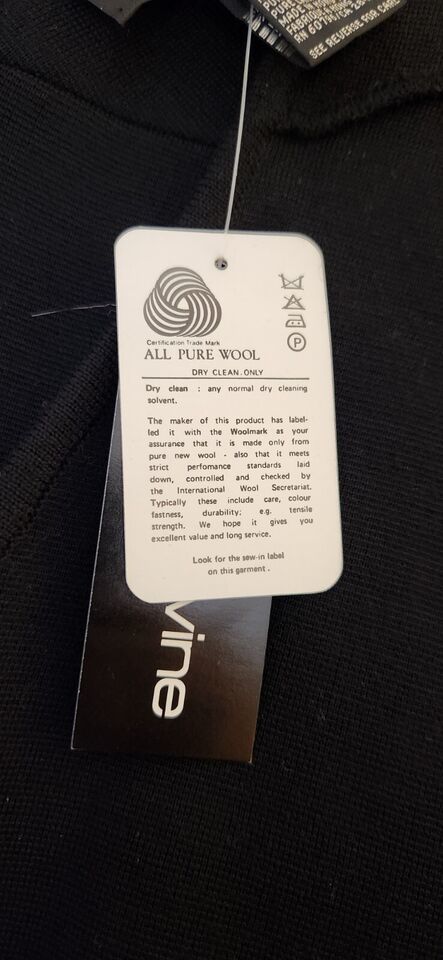 SEE REVERSE FOR CARE
Certification Trade Mark
ALL PURE WOOL
DRY CLEAN.ONLY
Dry clean : any normal dry cleaning
solvent.
The maker of this product has label-
led it with the Woolmark as your
assurance that it is made only from
pure new wool - also that it meets
strict perfomance standards laid
down, controlled and checked by
the International Wool Secretariat.
Typically these include care, colour
fastness, durability; e.g. tensile
strength. We hope it gives you
excellent value and long service.
Look for the sew-in label
on this garment .
P
vine